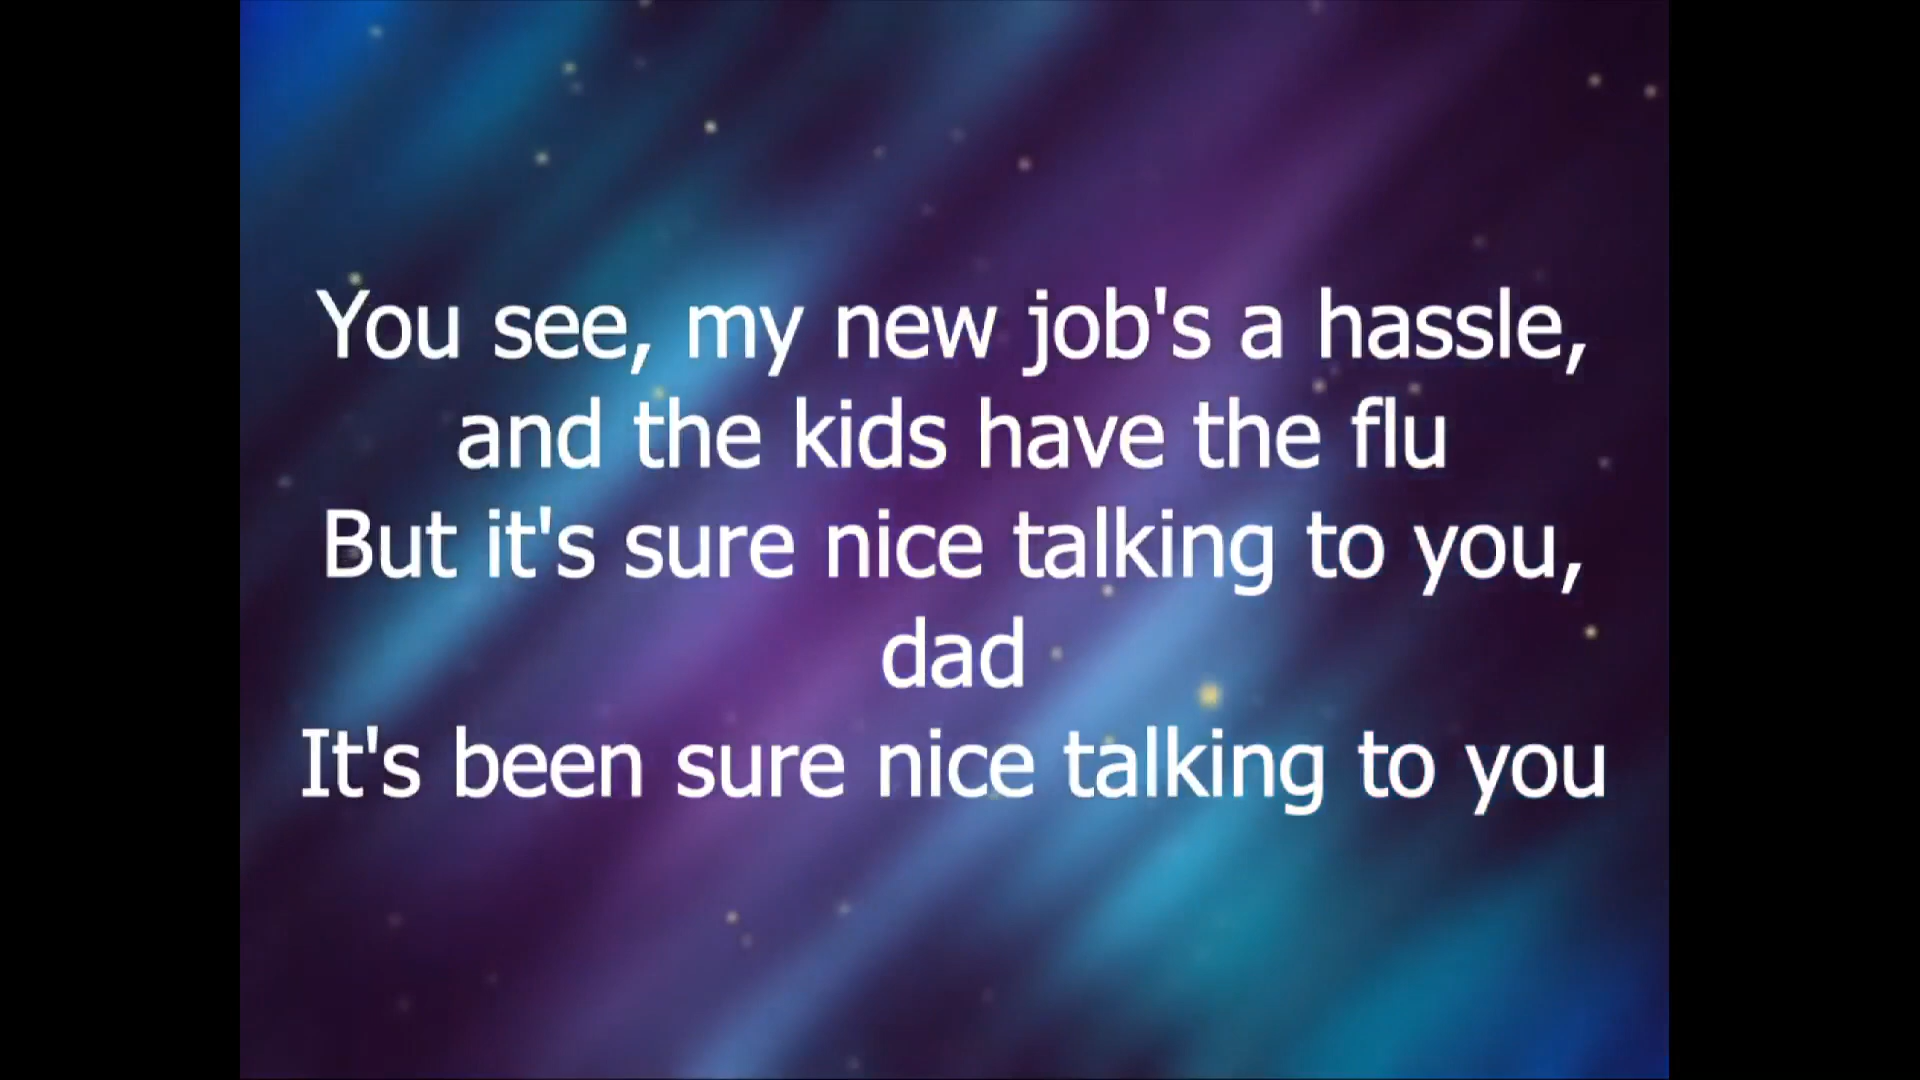 You see, my new job's a hassle,
and the kids have the flu
But it's sure nice talking to you,
dad
It's been sure nice talking to you